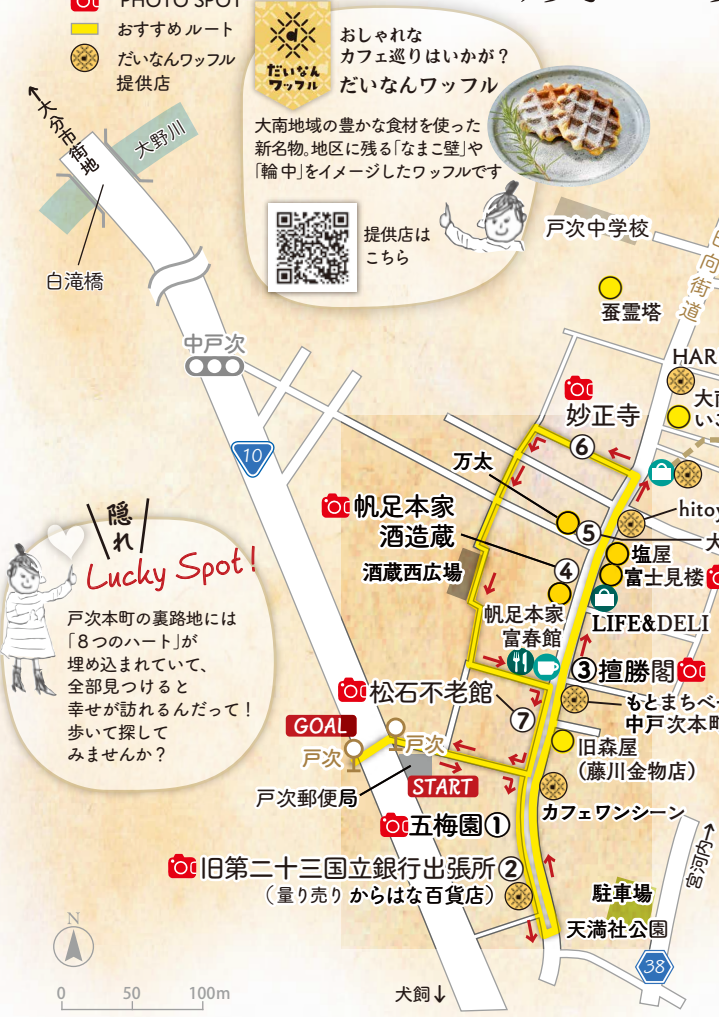 PHOTO SPOT
おすすめルート
だいなんワッフル
提供店
だいなん
ワッフル
おしゃれな
カフェ巡りはいかが？
だいなんワッフル
大南地域の豊かな食材を使った
新名物。地区に残る「なまこ壁」や
「輪中」をイメージしたワッフルです
提供店は
こちら
↑大分市街地
大野川
白滝橋
中戸次
10
戸次中学校
日向街道
蚕霊塔
HAR
大南
いこ
妙正寺
⑥
万太
hitoy
⑤
大
帆足本家
酒造蔵
塩屋
④
富士見楼
酒蔵西広場
帆足本家
富春館
LIFE&DELI
③擅勝閣
松石不老館
⑦
もとまちべー
中戸次本町
GOAL
戸次
戸次
旧森屋
(藤川金物店)
START
戸次郵便局
カフェワンシーン
五梅園①
旧第二十三国立銀行出張所②
(量り売り からはな百貨店)
宮河内→
駐車場
天満社公園
38
犬飼↓
隠れ
Lucky Spot!
戸次本町の裏路地には
「８つのハート」が
埋め込まれていて、
全部見つけると
幸せが訪れるんだって！
歩いて探して
みませんか？
N
0 50 100m